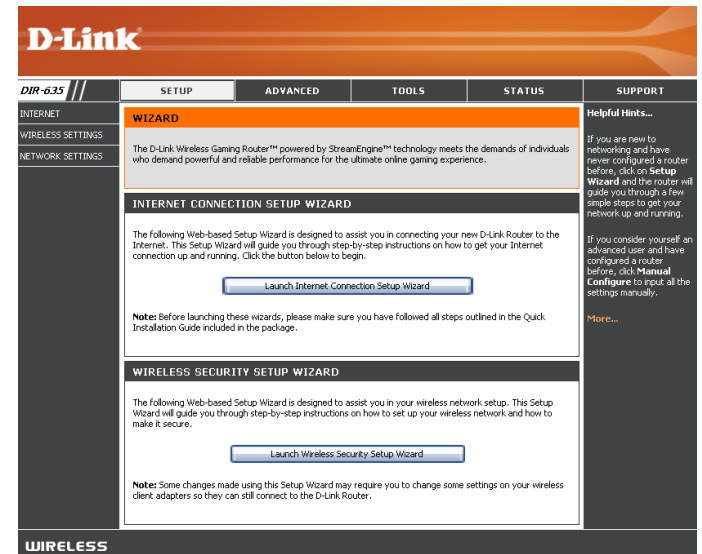 D-Link
DIR-635
SETUP
ADVANCED
TOOLS
STATUS
SUPPORT
INTERNET
WIRELESS SETTINGS
NETWORK SETTINGS
WIZARD
The D-Link Wireless Gaming Router™ powered by StreamEngine™ technology meets the demands of individuals
who demand powerful and reliable performance for the ultimate online gaming experience.
INTERNET CONNECTION SETUP WIZARD
The following Web-based Setup Wizard is designed to assist you in connecting your new D-Link Router to the
Internet. This Setup Wizard will guide you through step-by-step instructions on how to get your Internet
connection up and running. Click the button below to begin.
Launch Internet Connection Setup Wizard
Note: Before launching these wizards, please make sure you have followed all steps outlined in the Quick
Installation Guide included in the package.
WIRELESS SECURITY SETUP WIZARD
The following Web-based Setup Wizard is designed to assist you in your wireless network setup. This Setup
Wizard will guide you through step-by-step instructions on how to set up your wireless network and how to
make it secure.
Launch Wireless Security Setup Wizard
Note: Some changes made using this Setup Wizard may require you to change some settings on your wireless
client adapters so they can still connect to the D-Link Router.
Helpful Hints...
If you are new to
networking and have
never configured a router
before, click on Setup
Wizard and the router will
guide you through a few
simple steps to get your
network up and running.
If you consider yourself an
advanced user and have
configured a router
before, click Manual
Configure to input all the
settings manually.
More...
WIRELESS